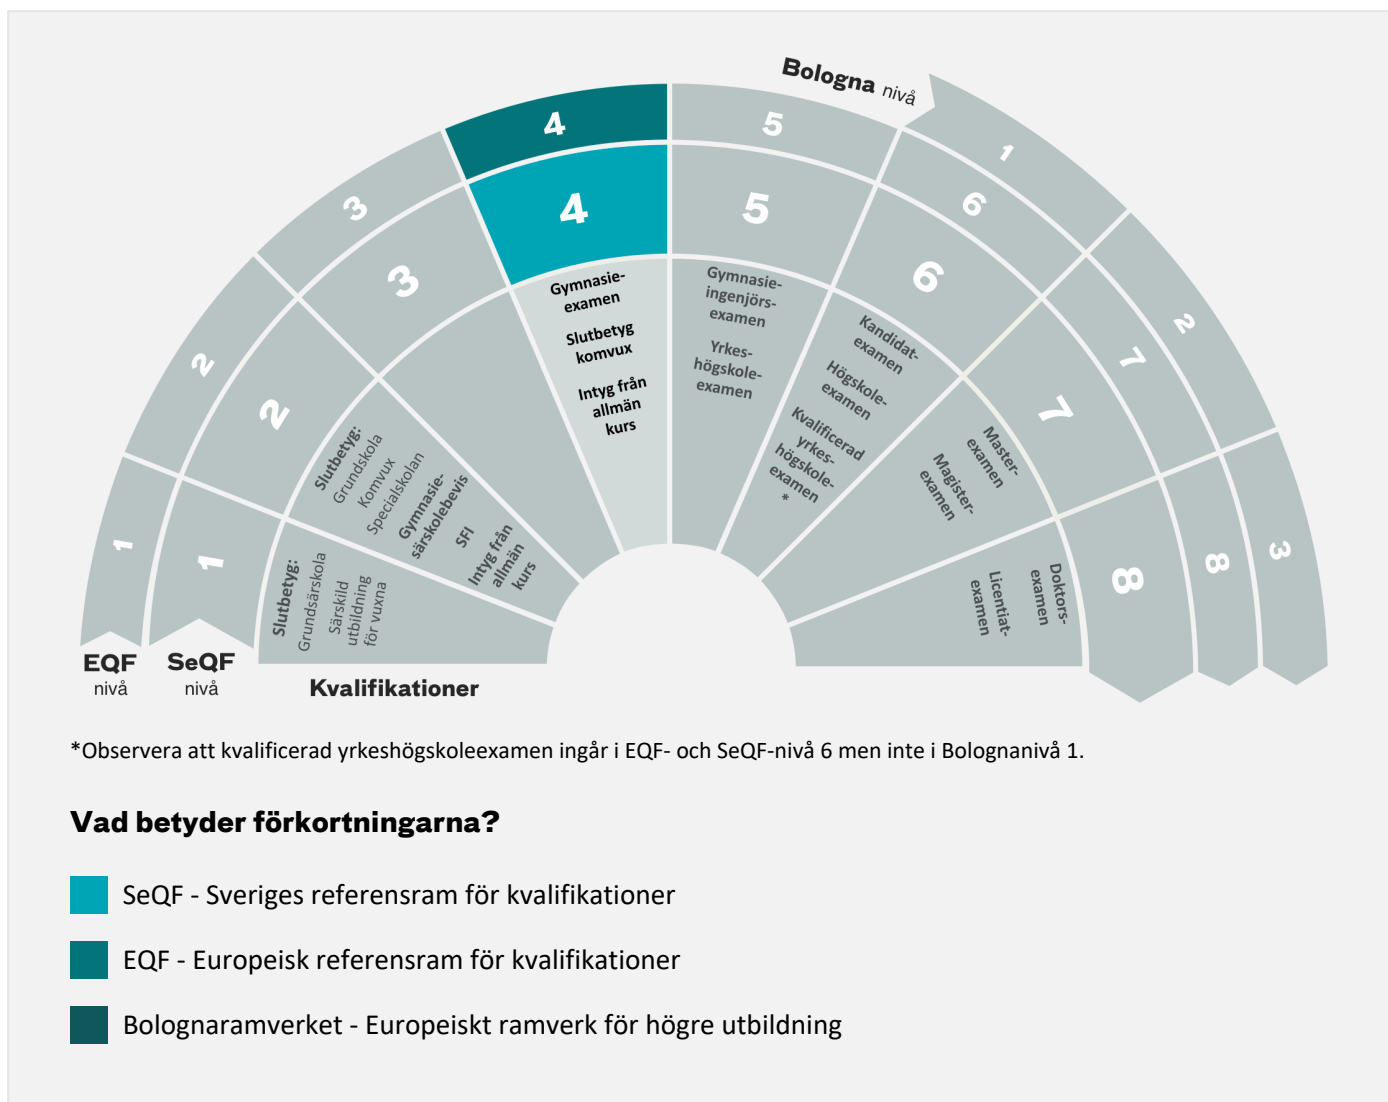 Bologna nivå
1
2
3
1
2
3
4
5
6
7
8
1
2
3
4
5
6
7
8
Slutbetyg:
Grundsärskola
Särskild
utbildning
för vuxna
Slutbetyg:
Grundskola
Komvux
Specialskolan
Gymnasie-
särskolebevis
SFI
Intyg från
allmän
kurs
Gymnasie-
examen
Slutbetyg
komvux
Intyg från
allmän
kurs
Gymnasie-
ingenjörs-
examen
Yrkes-
högskole-
examen
Kandidat-
examen
Högskole-
examen
Kvalificerad
yrkes-
högskole-
examen
*
Master-
examen
Magister-
examen
Doktors-
examen
Licentiat-
examen
EQF
nivå
SeQF
nivå
Kvalifikationer
*Observera att kvalificerad yrkeshögskoleexamen ingår i EQF- och SeQF-nivå 6 men inte i Bolognanivå 1.
Vad betyder förkortningarna?
SeQF - Sveriges referensram för kvalifikationer
EQF - Europeisk referensram för kvalifikationer
Bolognaramverket - Europeiskt ramverk för högre utbildning